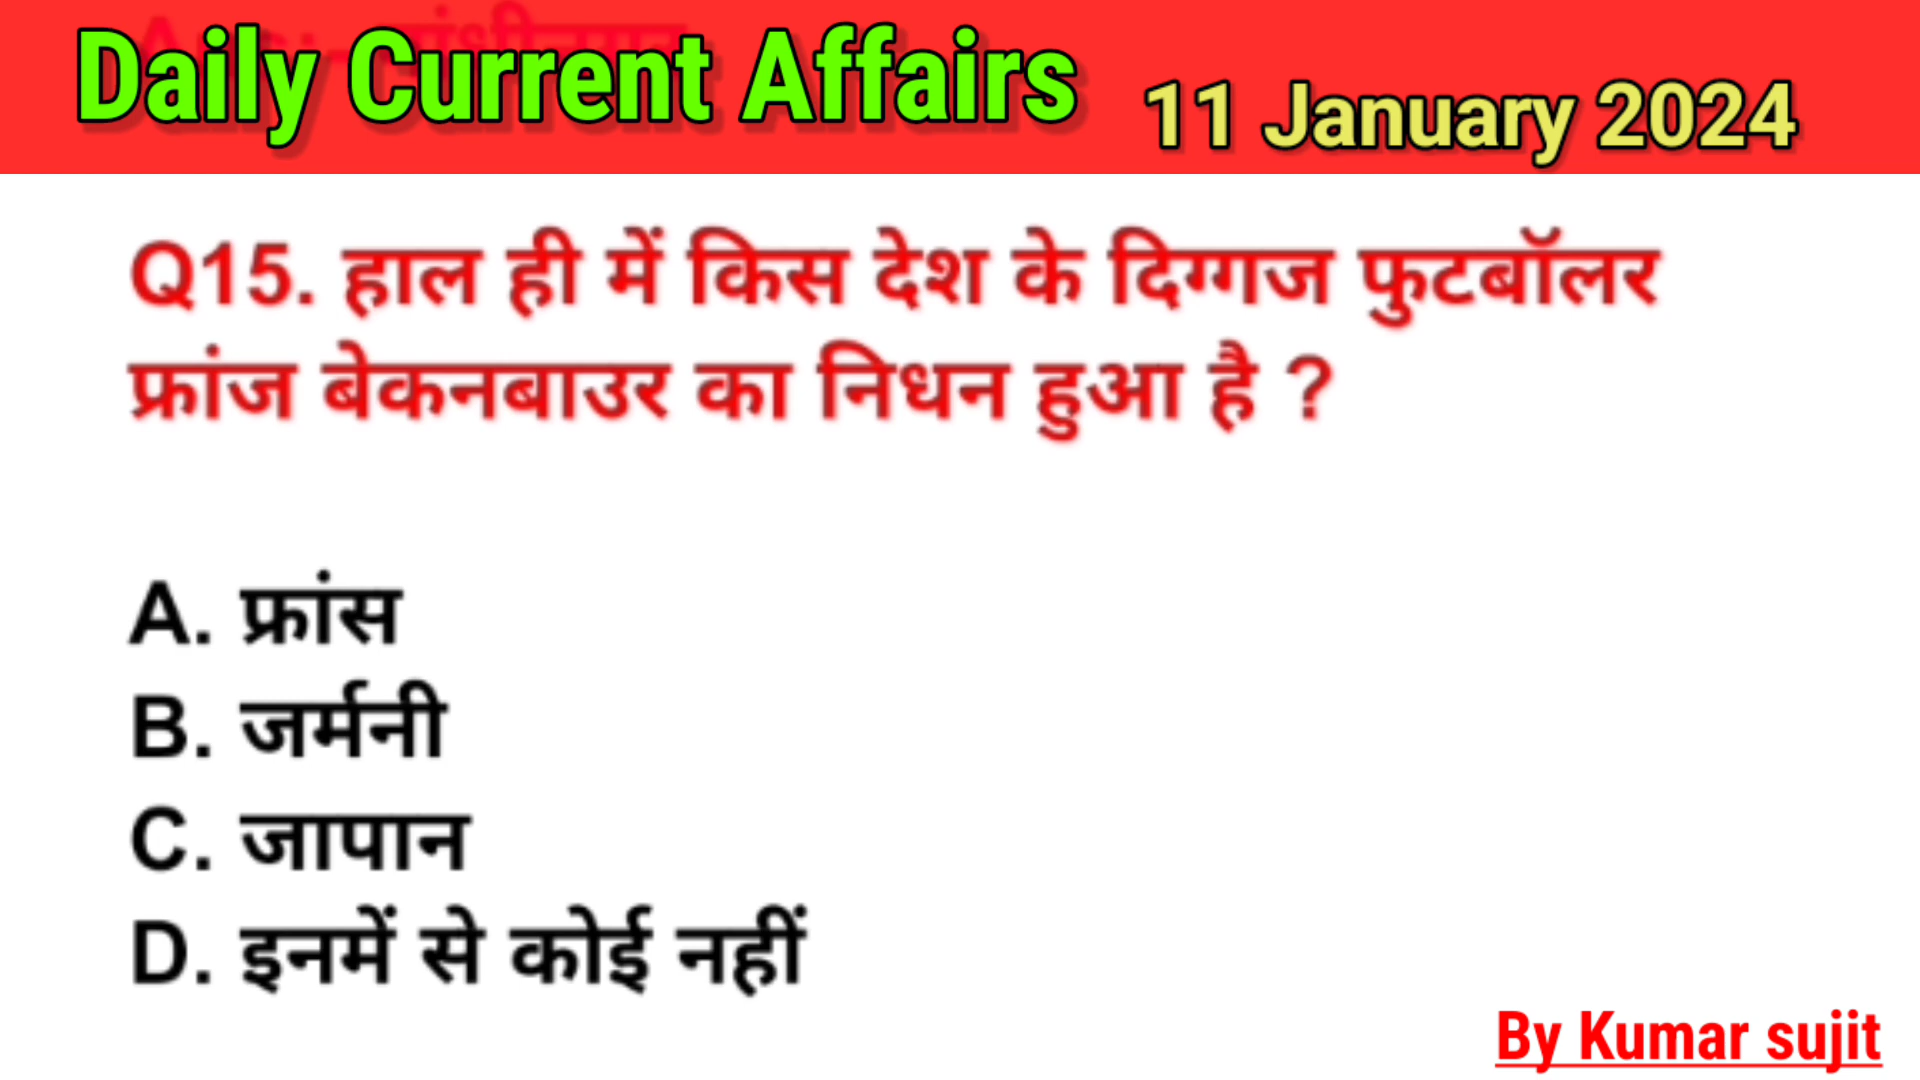 Daily Current Affairs 11 January 2024
Q15. हाल ही में किस देश के दिग्गज फुटबॉलर
फ्रांज बेकनबाउर का निधन हुआ है ?
A. फ्रांस
B. जर्मनी
C. जापान
D. इनमें से कोई नहीं
By Kumar sujit